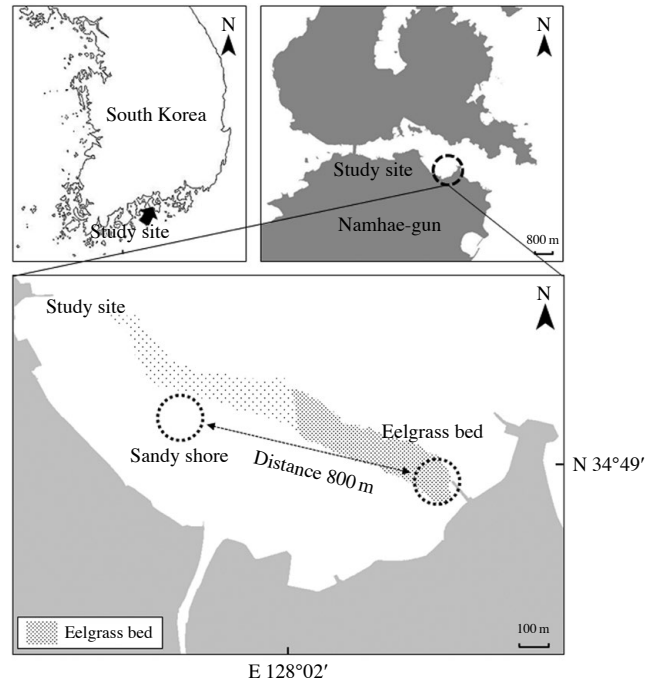 N
South Korea
Study site
N
Study site
Namhae-gun
800 m
Study site
N
Eelgrass bed
Sandy shore
Distance 800 m
N 34°49′
Eelgrass bed
100 m
E 128°02′